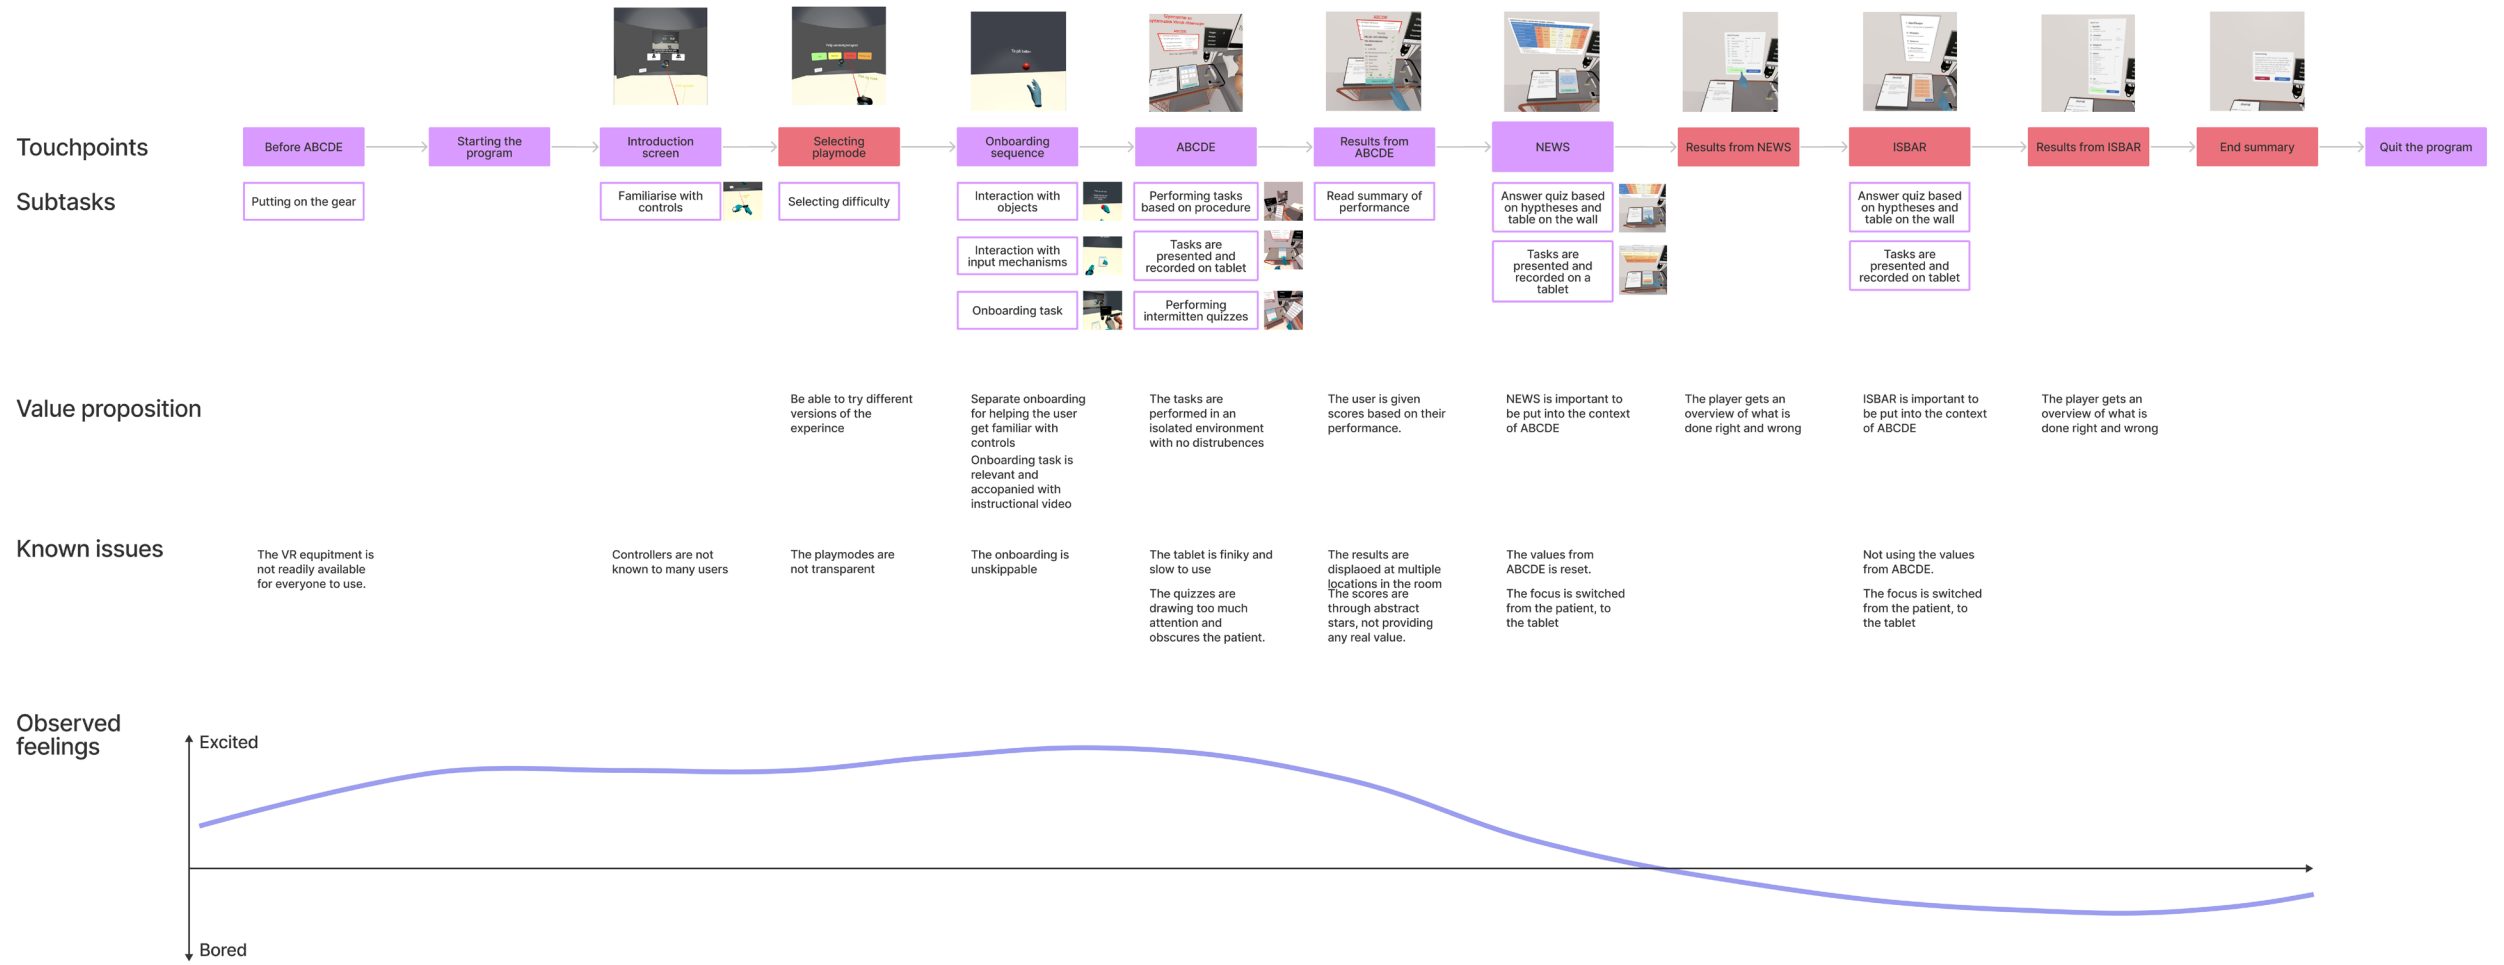 Touchpoints
Before ABCDE
Starting the
program
Introduction
screen
Selecting
playmode
Onboarding
sequence
ABCDE
Results from
ABCDE
NEWS
Results from NEWS
ISBAR
Results from ISBAR
End summary
Quit the program
Subtasks
Putting on the gear
Familiarise with
controls
Selecting difficulty
Interaction with
objects
Interaction with
input mechanisms
Onboarding task
Performing tasks
based on procedure
Tasks are
presented and
recorded on tablet
Performing
intermitten quizzes
Read summary of
performance
Answer quiz based
on hyptheses and
table on the wall
Tasks are
presented and
recorded on a
tablet
Answer quiz based
on hyptheses and
table on the wall
Tasks are
presented and
recorded on tablet
Value proposition
Be able to try different
versions of the
experince
Separate onboarding
for helping the user
get familiar with
controls
Onboarding task is
relevant and
accopanied with
instructional video
The tasks are
performed in an
isolated environment
with no distrubences
The user is given
scores based on their
performance.
NEWS is important to
be put into the context
of ABCDE
The player gets an
overview of what is
done right and wrong
ISBAR is important to
be put into the context
of ABCDE
The player gets an
overview of what is
done right and wrong
Known issues
The VR equpitment is
not readily available
for everyone to use.
Controllers are not
known to many users
The playmodes are
not transparent
The onboarding is
unskippable
The tablet is finiky and
slow to use
The quizzes are
drawing too much
attention and
obscures the patient.
The results are
displaoed at multiple
locations in the room
The scores are
through abstract
stars, not providing
any real value.
The values from
ABCDE is reset.
The focus is switched
from the patient, to
the tablet
Not using the values
from ABCDE.
The focus is switched
from the patient, to
the tablet
Observed
feelings
Excited
Bored